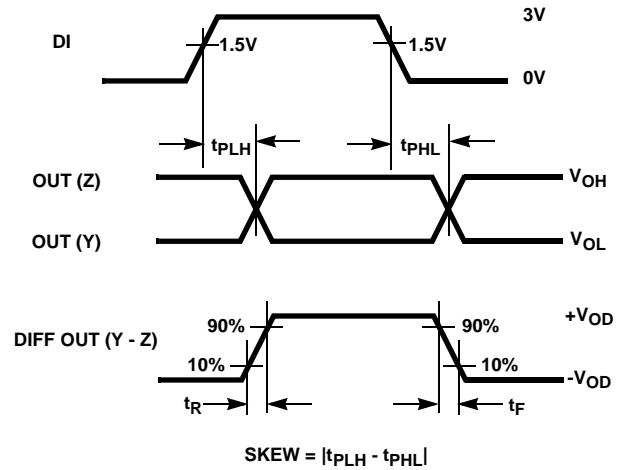 3V
DI
1.5V
1.5V
0V
tPLH
tPHL
OUT (Z)
VOH
OUT (Y)
VOL
+VOD
90%
90%
DIFF OUT (Y - Z)
10%
10%
-VOD
tR
tF
SKEW = |tPLH - tPHL|